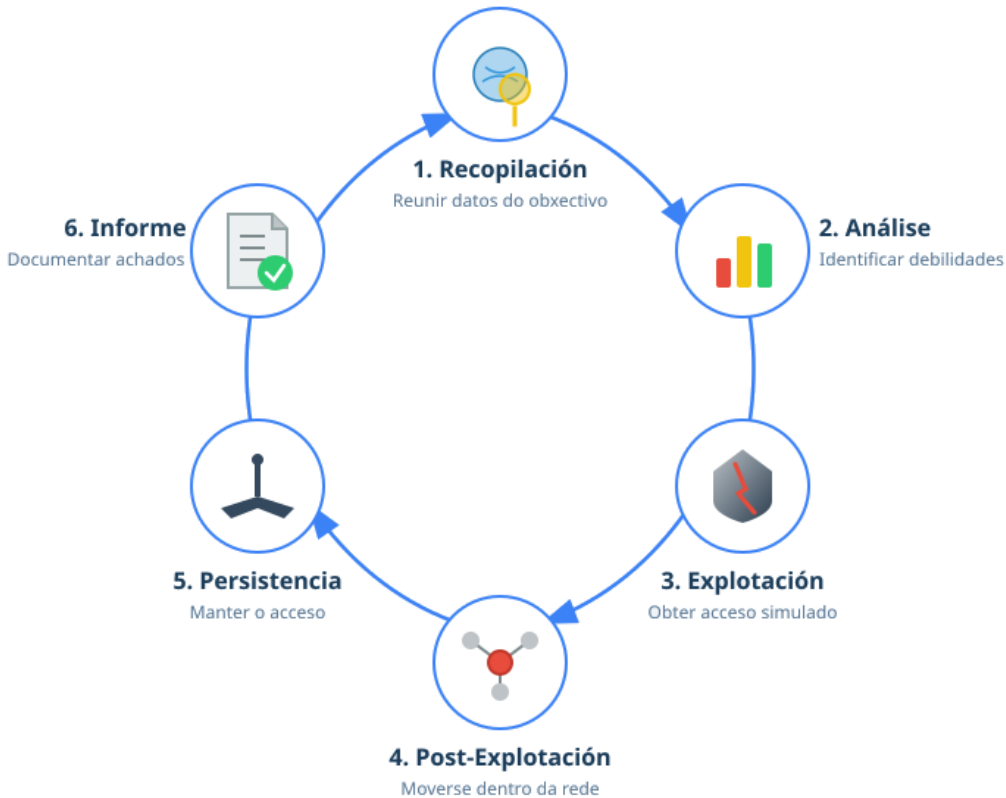 1. Recopilación
Reunir datos do obxectivo
2. Análise
Identificar debilidades
3. Explotación
Obter acceso simulado
4. Post-Explotación
Moverse dentro da rede
5. Persistencia
Manter o acceso
6. Informe
Documentar achados